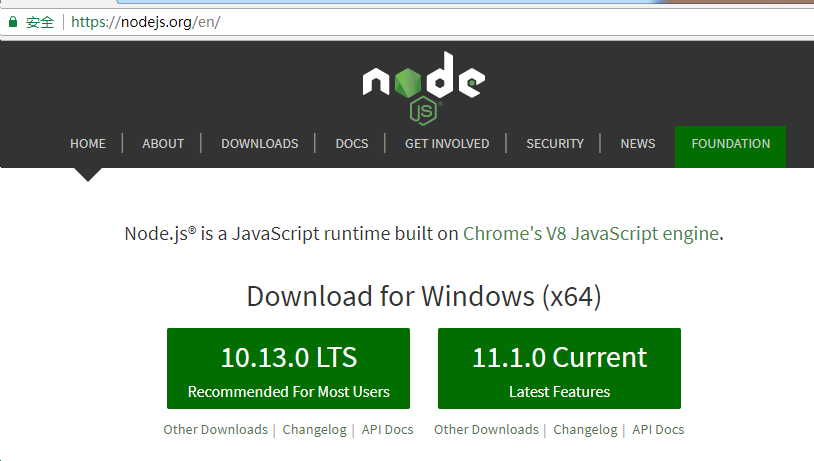 安全 https://nodejs.org/en/
node
JS®
HOME ABOUT DOWNLOADS DOCS GET INVOLVED SECURITY NEWS FOUNDATION
Node.js® is a JavaScript runtime built on Chrome's V8 JavaScript engine.
Download for Windows (x64)
10.13.0 LTS
Recommended For Most Users
11.1.0 Current
Latest Features
Other Downloads | Changelog | API Docs
Other Downloads | Changelog | API Docs